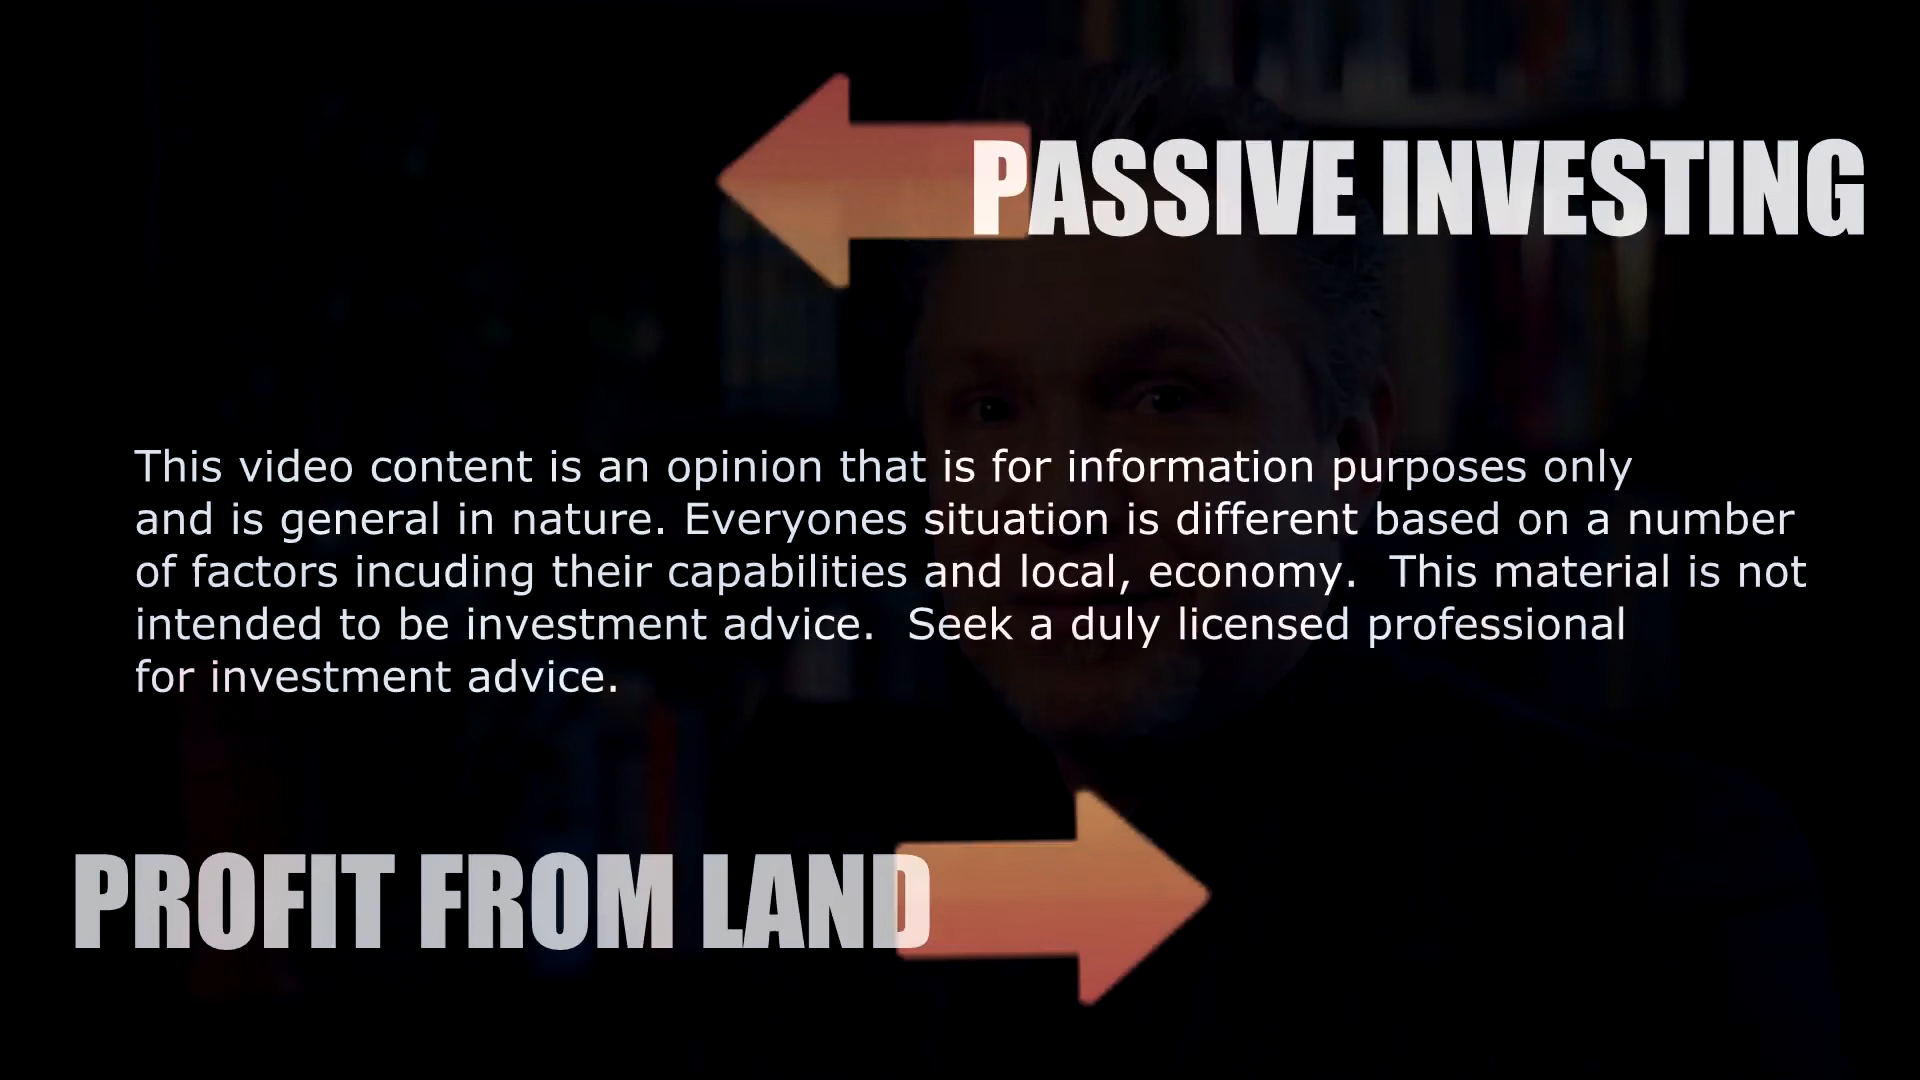 PASSIVE INVESTING
This video content is an opinion that is for information purposes only
and is general in nature. Everyones situation is different based on a number
of factors incuding their capabilities and local, economy.  This material is not
intended to be investment advice.  Seek a duly licensed professional
for investment advice.
PROFIT FROM LAND